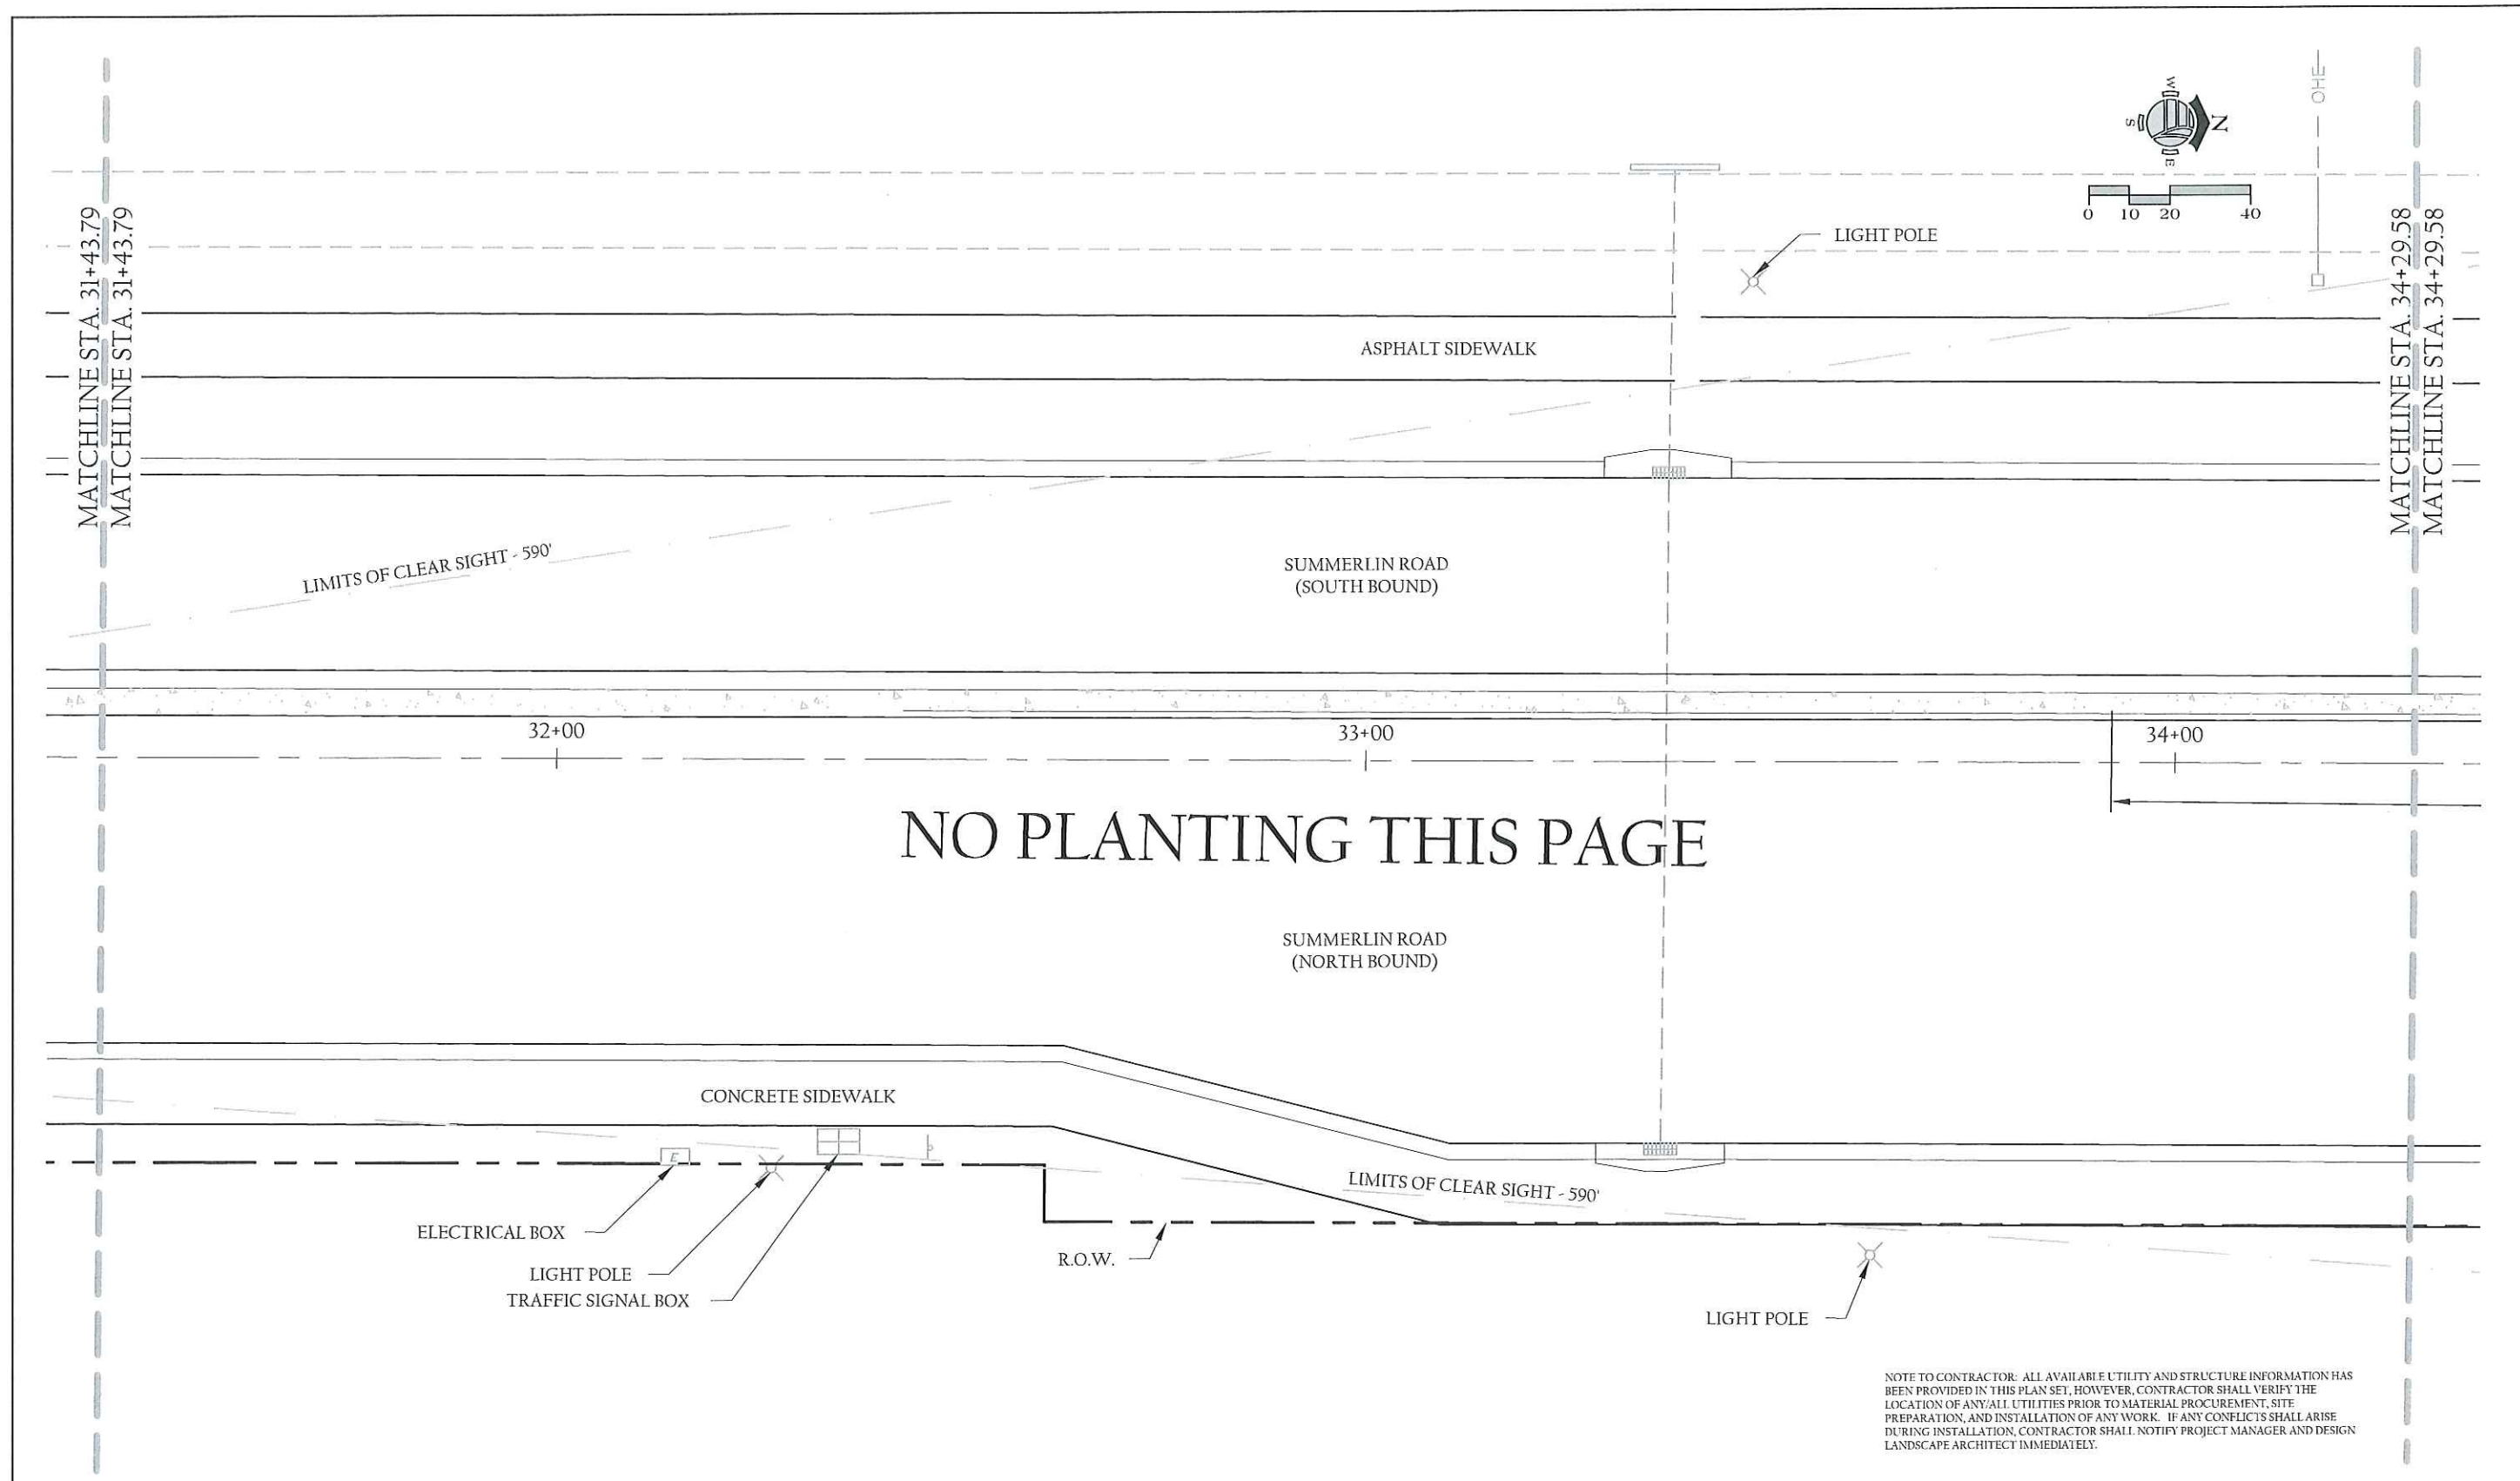 OHE
W
S
N
E
0 10 20 40
MATCHLINE STA. 31+43.79
MATCHLINE STA. 31+43.79
MATCHLINE STA. 34+29.58
MATCHLINE STA. 34+29.58
LIGHT POLE
ASPHALT SIDEWALK
LIMITS OF CLEAR SIGHT - 590'
SUMMERLIN ROAD
(SOUTH BOUND)
32+00
33+00
34+00
NO PLANTING THIS PAGE
SUMMERLIN ROAD
(NORTH BOUND)
CONCRETE SIDEWALK
E
LIMITS OF CLEAR SIGHT - 590'
ELECTRICAL BOX
R.O.W.
LIGHT POLE
TRAFFIC SIGNAL BOX
LIGHT POLE
NOTE TO CONTRACTOR: ALL AVAILABLE UTILITY AND STRUCTURE INFORMATION HAS
BEEN PROVIDED IN THIS PLAN SET, HOWEVER, CONTRACTOR SHALL VERIFY THE
LOCATION OF ANY/ALL UTILITIES PRIOR TO MATERIAL PROCUREMENT, SITE
PREPARATION, AND INSTALLATION OF ANY WORK. IF ANY CONFLICTS SHALL ARISE
DURING INSTALLATION, CONTRACTOR SHALL NOTIFY PROJECT MANAGER AND DESIGN
LANDSCAPE ARCHITECT IMMEDIATELY.